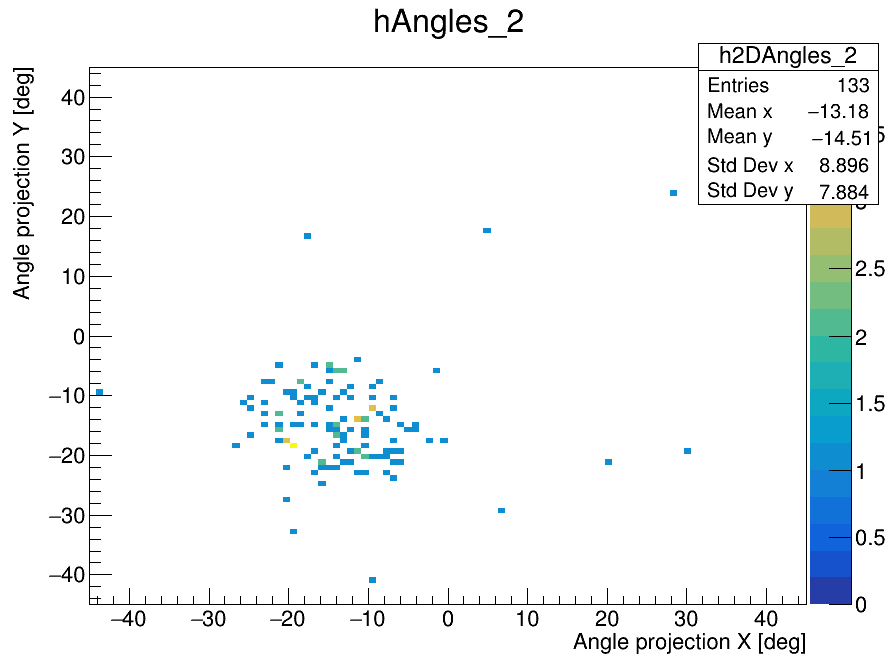 hAngles_2
h2DAngles_2
Entries 133
Mean x −13.18
Mean y −14.51
Std Dev x 8.896
Std Dev y 7.884
Angle projection Y [deg]
40
30
20
10
0
−10
−20
−30
−40
−40 −30 −20 −10 0 10 20 30 40
Angle projection X [deg]
2.5
2
1.5
1
0.5
0